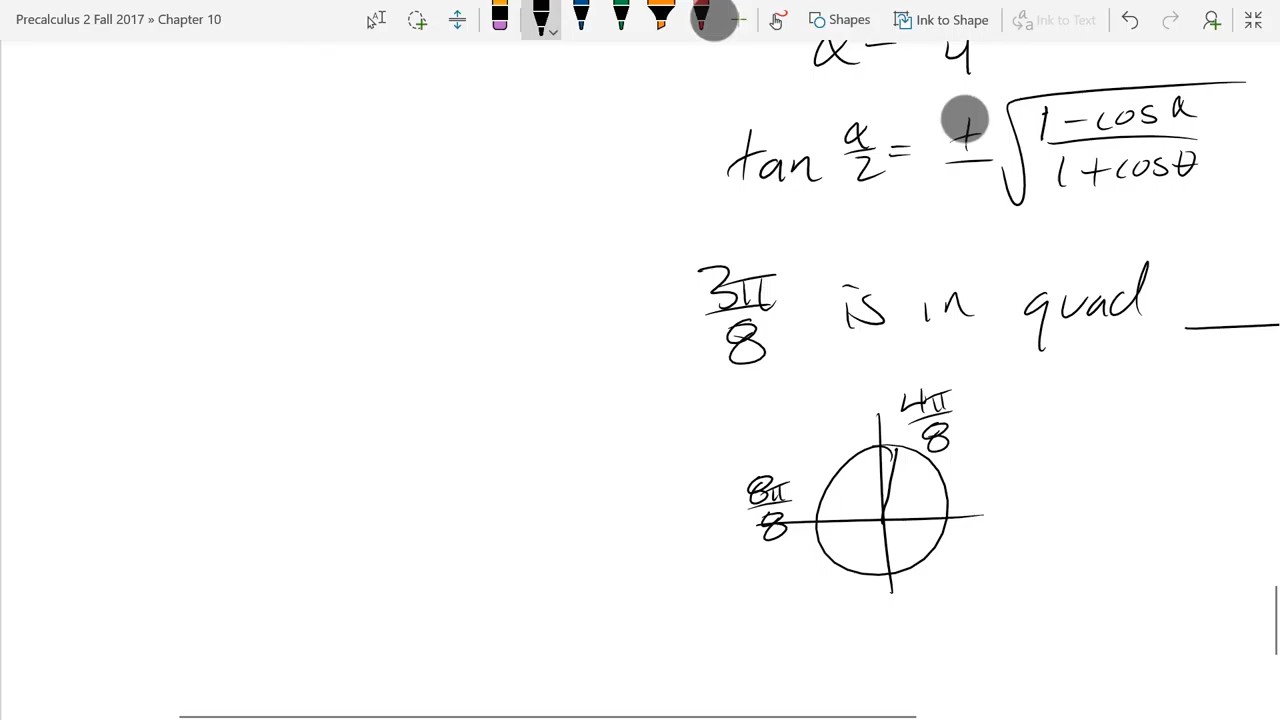 Precalculus 2 Fall 2017 » Chapter 10
Shapes
Ink to Shape
Ink to Text
α = 4
tan α/2 = ± √((1 - cos α)/(1 + cos θ))
3π/8 is in quad ___
4π/8
8π/8